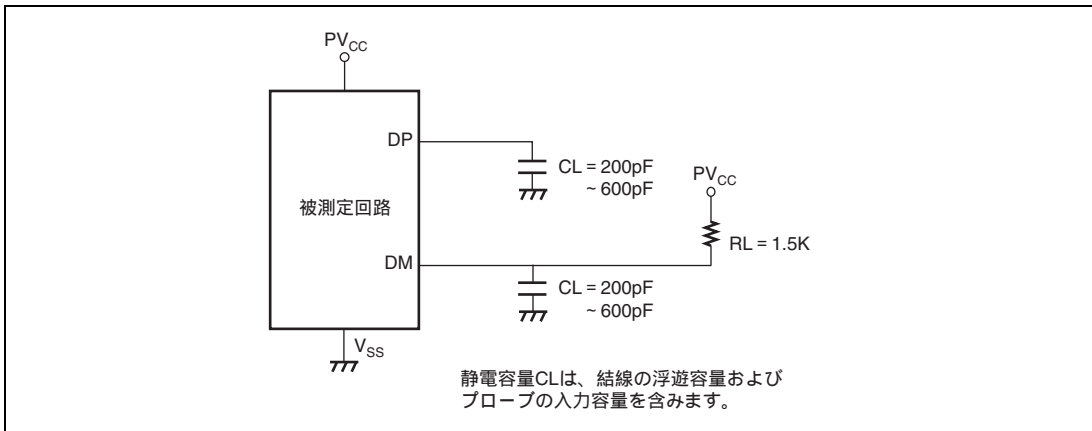 PVCC
DP
CL = 200pF
~ 600pF
PVCC
被測定回路
RL = 1.5K
DM
CL = 200pF
~ 600pF
VSS
静電容量CLは、結線の浮遊容量および
プローブの入力容量を含みます。